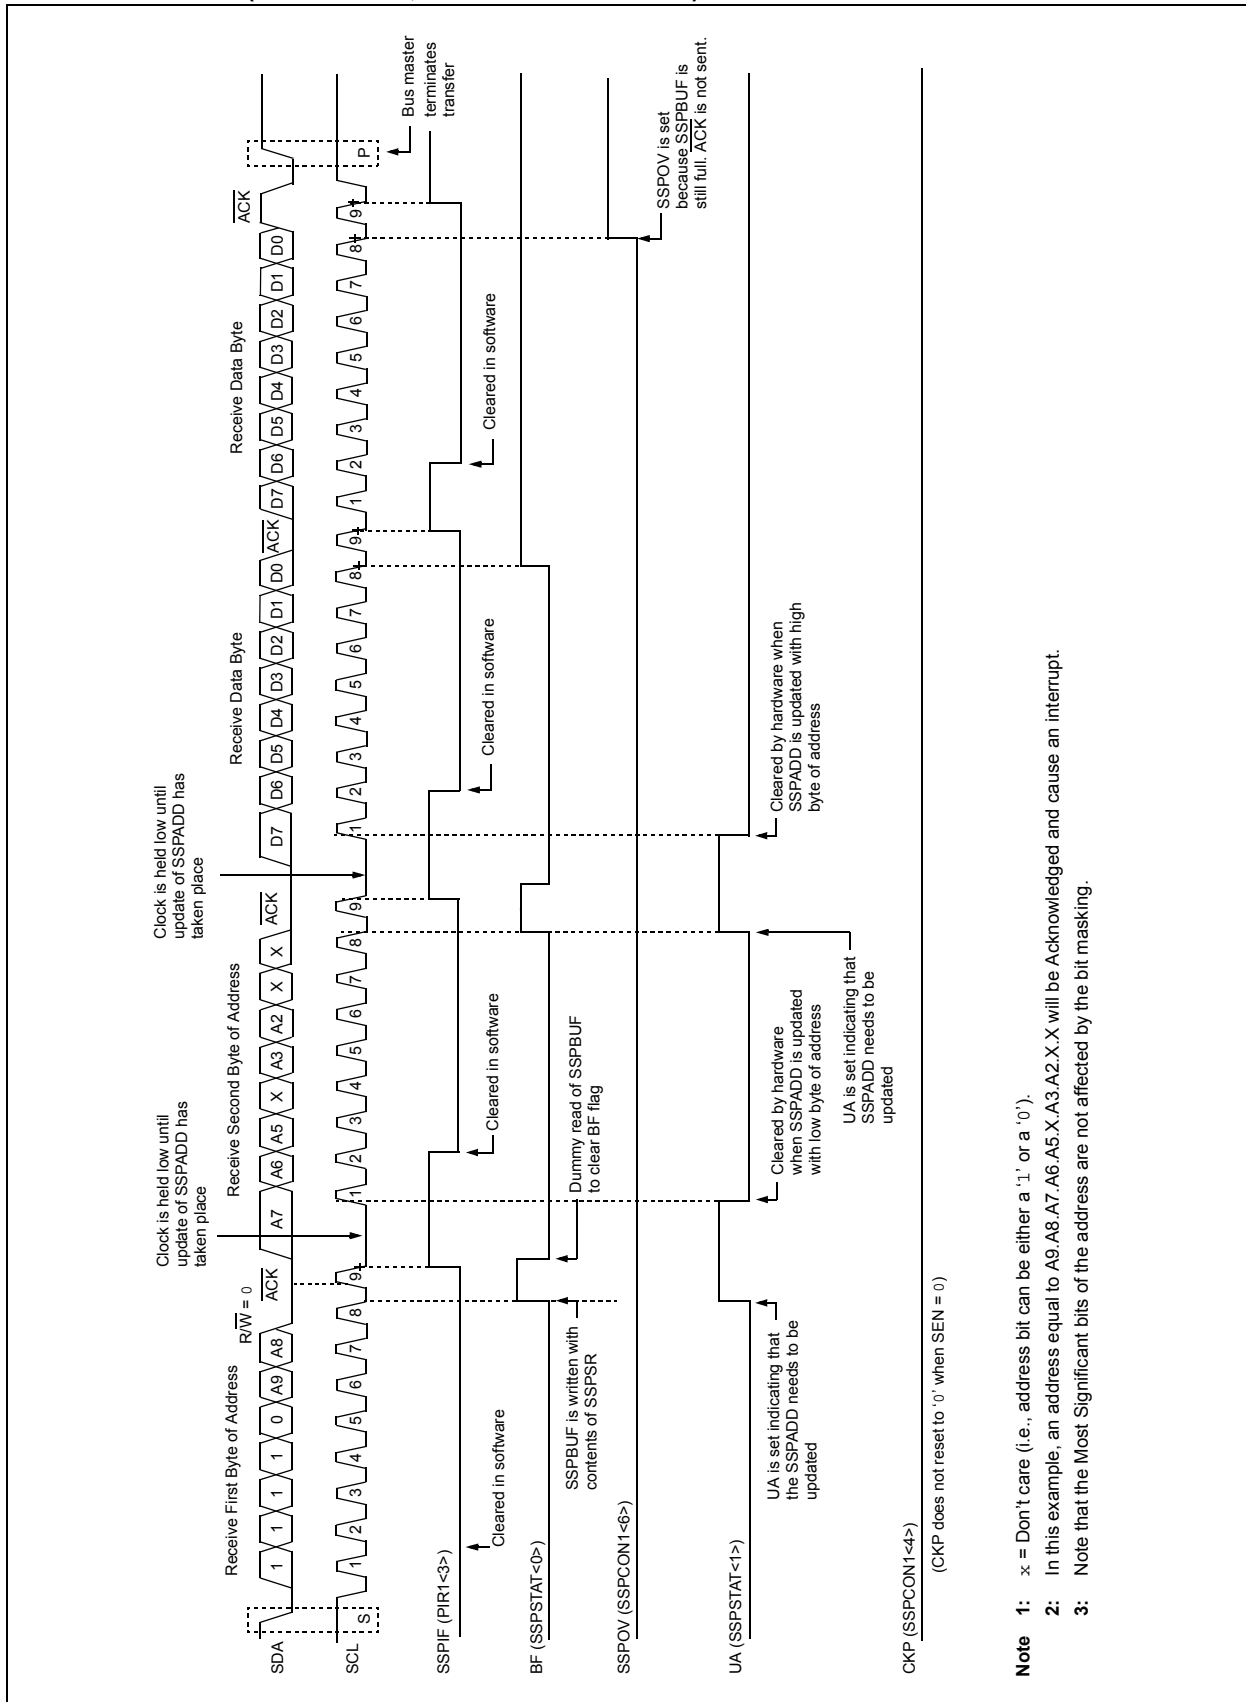 Receive First Byte of Address
R/W = 0
ACK
Clock is held low until
update of SSPADD has
taken place
Receive Second Byte of Address
ACK
Clock is held low until
update of SSPADD has
taken place
Receive Data Byte
ACK
Receive Data Byte
ACK
SDA
1 1 1 1 0 A9 A8
A7 A6 A5 X A3 A2 X X
D7 D6 D5 D4 D3 D2 D1 D0
D7 D6 D5 D4 D3 D2 D1 D0
SCL
S
1 2 3 4 5 6 7 8 9
1 2 3 4 5 6 7 8 9
1 2 3 4 5 6 7 8 9
1 2 3 4 5 6 7 8 9
P
Bus master
terminates
transfer
SSPIF (PIR1<3>)
Cleared in software
Cleared in software
Cleared in software
Cleared in software
BF (SSPSTAT<0>)
SSPBUF is written with
contents of SSPSR
Dummy read of SSPBUF
to clear BF flag
SSPOV (SSPCON1<6>)
SSPOV is set
because SSPBUF is
still full. ACK is not sent.
UA (SSPSTAT<1>)
UA is set indicating that
the SSPADD needs to be
updated
Cleared by hardware
when SSPADD is updated
with low byte of address
UA is set indicating that
SSPADD needs to be
updated
Cleared by hardware when
SSPADD is updated with high
byte of address
CKP (SSPCON1<4>)
(CKP does not reset to '0' when SEN = 0)
Note 1: x = Don't care (i.e., address bit can be either a '1' or a '0').
2: In this example, an address equal to A9.A8.A7.A6.A5.X.A3.A2.X.X will be Acknowledged and cause an interrupt.
3: Note that the Most Significant bits of the address are not affected by the bit masking.